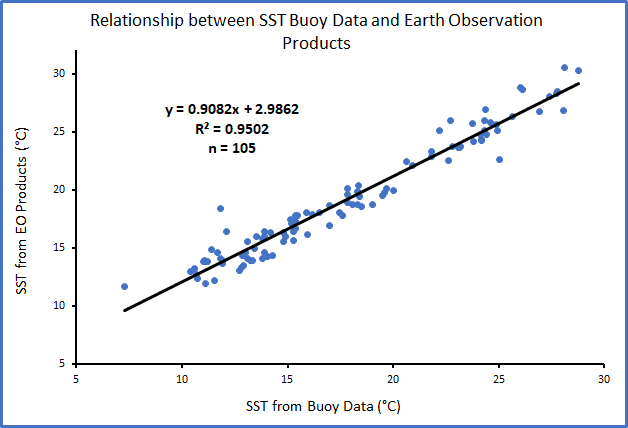 Relationship between SST Buoy Data and Earth Observation
Products
y = 0.9082x + 2.9862
R² = 0.9502
n = 105
SST from EO Products (°C)
30
25
20
15
10
5
5 10 15 20 25 30
SST from Buoy Data (°C)